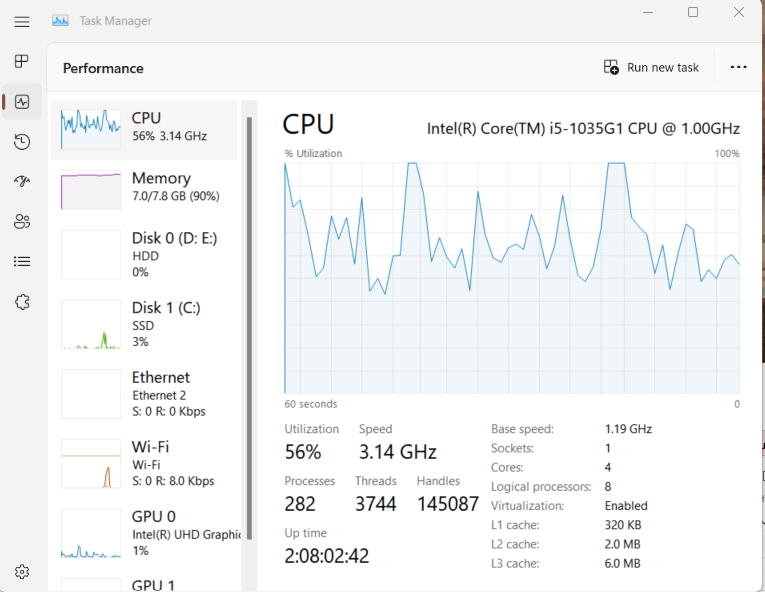 Task Manager
Performance
Run new task
CPU
56% 3.14 GHz
Memory
7.0/7.8 GB (90%)
Disk 0 (D: E:)
HDD
0%
Disk 1 (C:)
SSD
3%
Ethernet
Ethernet 2
S: 0 R: 0 Kbps
Wi-Fi
Wi-Fi
S: 0 R: 8.0 Kbps
GPU 0
Intel(R) UHD Graphic
1%
GPU 1
CPU
Intel(R) Core(TM) i5-1035G1 CPU @ 1.00GHz
% Utilization 100%
60 seconds 0
Utilization Speed
56% 3.14 GHz
Processes Threads Handles
282 3744 145087
Up time
2:08:02:42
Base speed: 1.19 GHz
Sockets: 1
Cores: 4
Logical processors: 8
Virtualization: Enabled
L1 cache: 320 KB
L2 cache: 2.0 MB
L3 cache: 6.0 MB